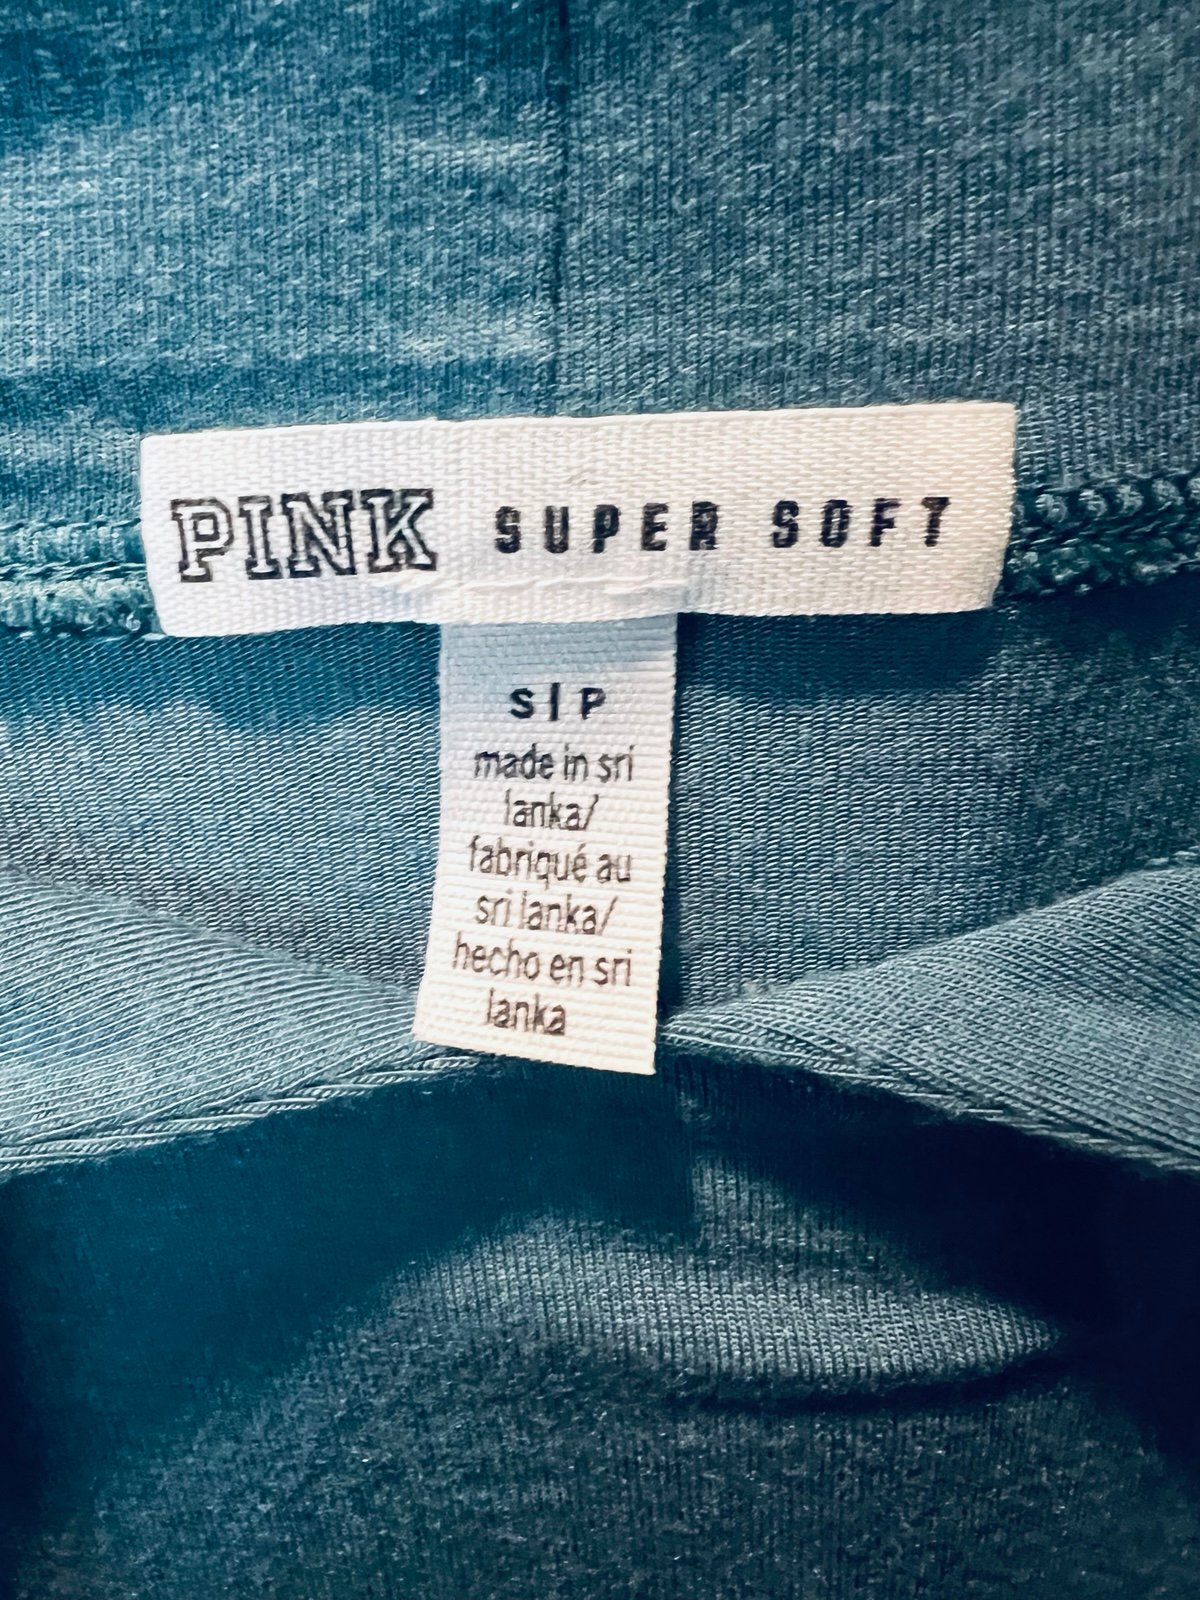 PINK SUPER SOFT
S | P
made in sri
lanka/
fabriqué au
sri lanka/
hecho en sri
lanka